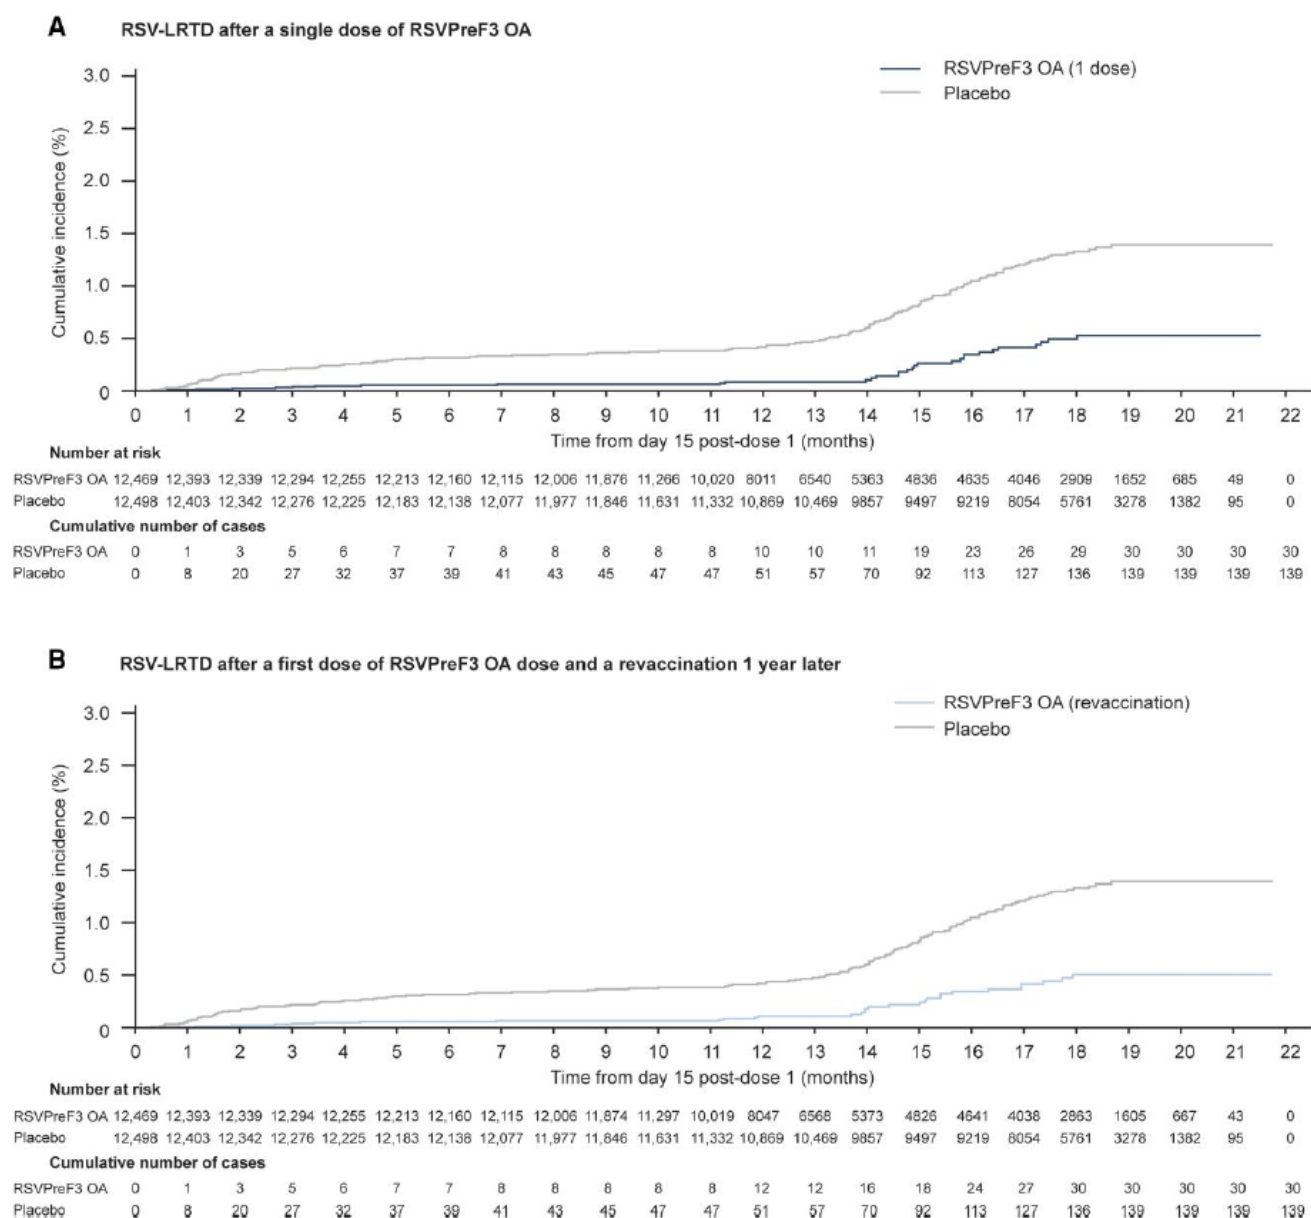 A RSV-LRTD after a single dose of RSVPreF3 OA
RSVPreF3 OA (1 dose)
Placebo
Cumulative incidence (%)
3.0
2.5
2.0
1.5
1.0
0.5
0
0 1 2 3 4 5 6 7 8 9 10 11 12 13 14 15 16 17 18 19 20 21 22
Time from day 15 post-dose 1 (months)
Number at risk
RSVPreF3 OA 12,469 12,393 12,339 12,294 12,255 12,213 12,160 12,115 12,006 11,876 11,266 10,020 8011 6540 5363 4836 4635 4046 2909 1652 685 49 0
Placebo 12,498 12,403 12,342 12,276 12,225 12,183 12,138 12,077 11,977 11,846 11,631 11,332 10,869 10,469 9857 9497 9219 8054 5761 3278 1382 95 0
Cumulative number of cases
RSVPreF3 OA 0 1 3 5 6 7 7 8 8 8 8 8 10 10 11 19 23 26 29 30 30 30 30
Placebo 0 8 20 27 32 37 39 41 43 45 47 47 51 57 70 92 113 127 136 139 139 139 139
B RSV-LRTD after a first dose of RSVPreF3 OA dose and a revaccination 1 year later
RSVPreF3 OA (revaccination)
Placebo
Cumulative incidence (%)
3.0
2.5
2.0
1.5
1.0
0.5
0
0 1 2 3 4 5 6 7 8 9 10 11 12 13 14 15 16 17 18 19 20 21 22
Time from day 15 post-dose 1 (months)
Number at risk
RSVPreF3 OA 12,469 12,393 12,339 12,294 12,255 12,213 12,160 12,115 12,006 11,874 11,297 10,019 8047 6568 5373 4826 4641 4038 2863 1605 667 43 0
Placebo 12,498 12,403 12,342 12,276 12,225 12,183 12,138 12,077 11,977 11,846 11,631 11,332 10,869 10,469 9857 9497 9219 8054 5761 3278 1382 95 0
Cumulative number of cases
RSVPreF3 OA 0 1 3 5 6 7 7 8 8 8 8 8 12 12 16 18 24 27 30 30 30 30 30
Placebo 0 8 20 27 32 37 39 41 43 45 47 47 51 57 70 92 113 127 136 139 139 139 139